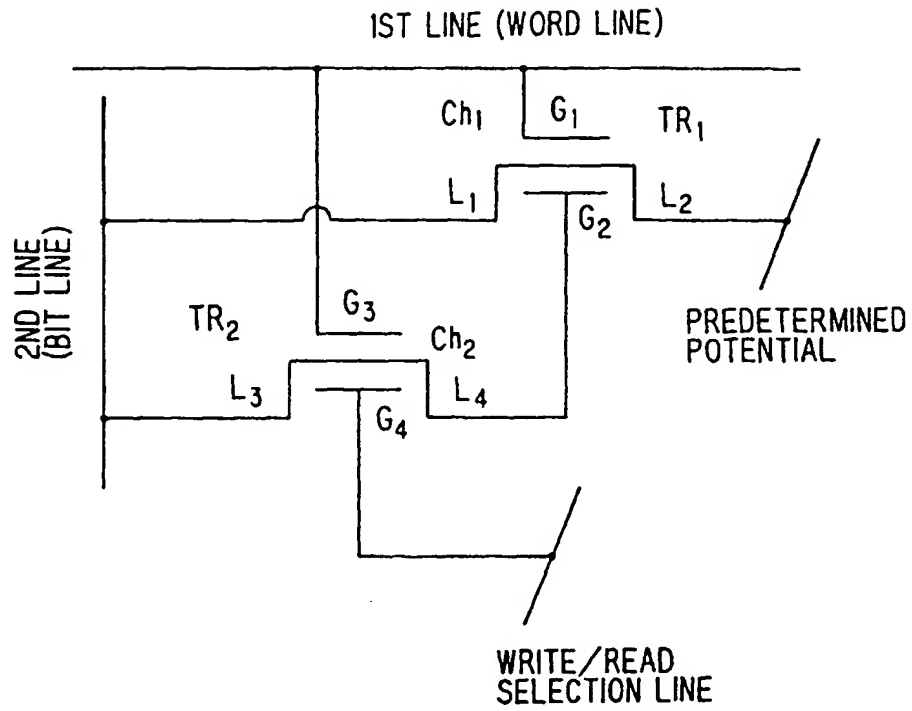 1ST LINE (WORD LINE)
Ch1 G1 TR1
L1 G2 L2
2ND LINE
(BIT LINE)
TR2 G3 Ch2
PREDETERMINED
POTENTIAL
L3 G4 L4
WRITE/READ
SELECTION LINE